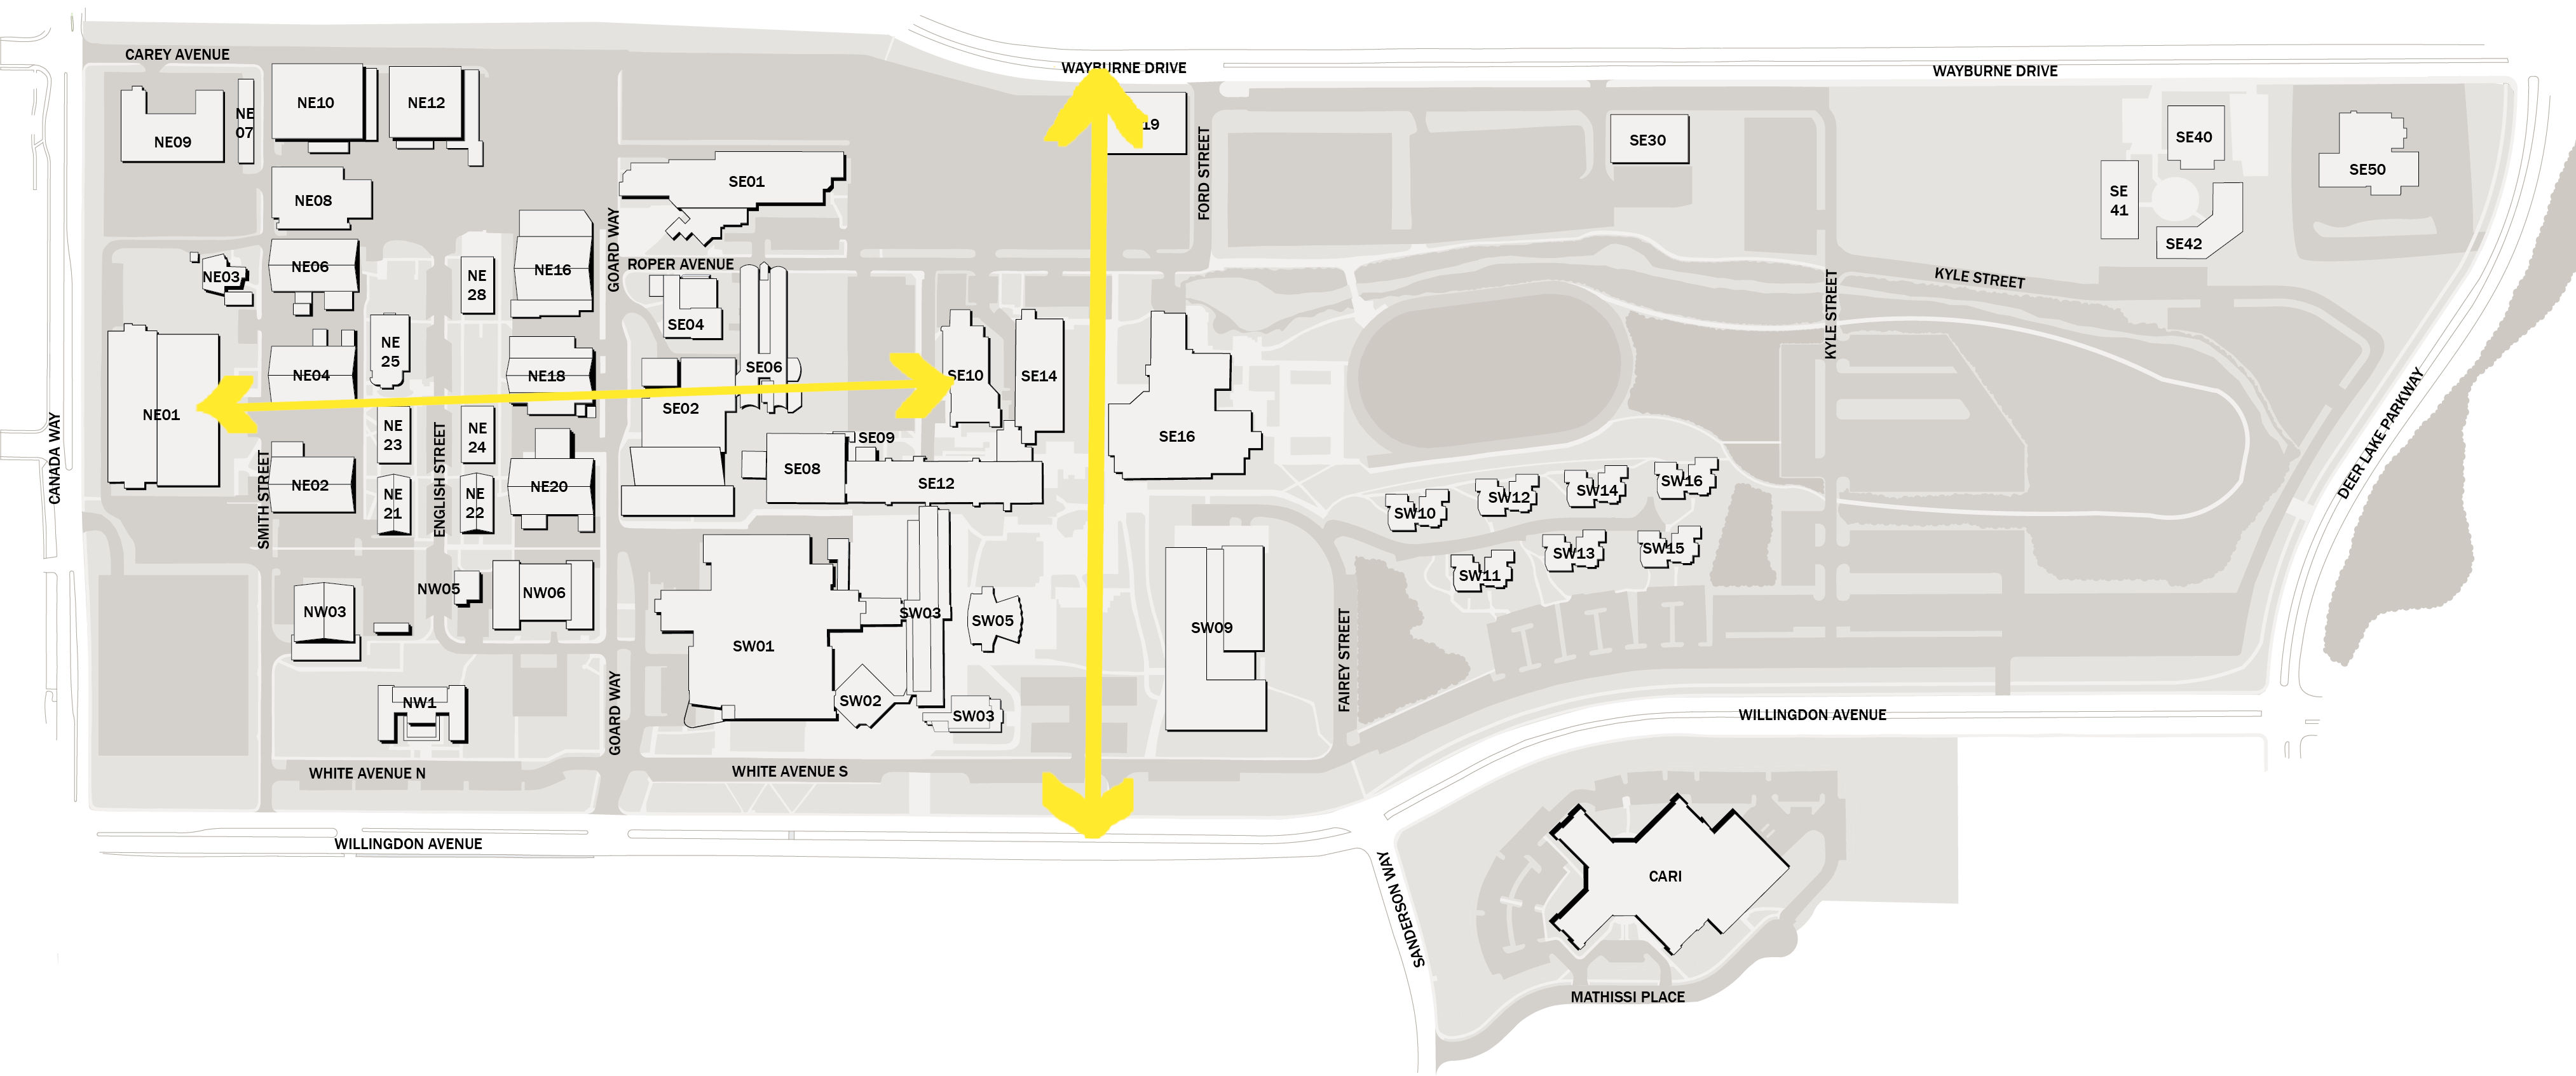 CAREY AVENUE
WAYBURNE DRIVE
WAYBURNE DRIVE
NE09
NE
07
NE10
NE12
19
SE30
SE40
SE50
SE
41
SE42
NE08
SE01
FORD STREET
GOARD WAY
ROPER AVENUE
NE03
NE06
NE
28
NE16
SE04
KYLE STREET
KYLE STREET
NE01
NE04
NE
25
NE18
SE06
SE02
SE10
SE14
SE16
CANADA WAY
DEER LAKE PARKWAY
NE
23
NE
24
SE09
SE08
SE12
SMITH STREET
ENGLISH STREET
NE02
NE
21
NE
22
NE20
SW10
SW12
SW14
SW16
SW11
SW13
SW15
NW05
NW06
NW03
SW01
SW03
SW05
SW09
FAIREY STREET
NW1
GOARD WAY
SW02
SW03
WILLINGDON AVENUE
WHITE AVENUE N
WHITE AVENUE S
WILLINGDON AVENUE
SANDERSON WAY
CARI
MATHISSI PLACE